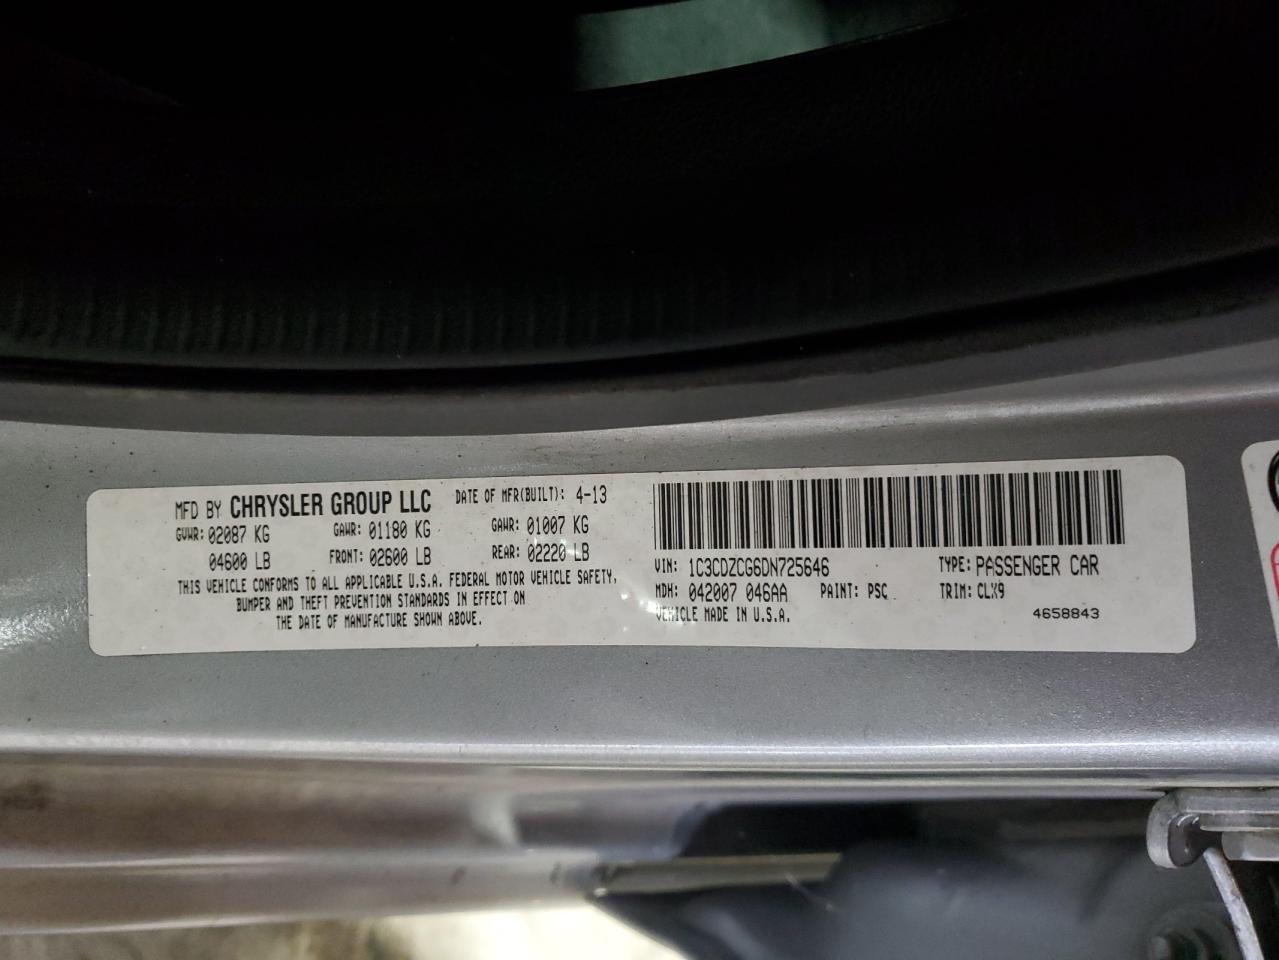 MFD BY CHRYSLER GROUP LLC DATE OF MFR(BUILT): 4-13
GVWR: 02087 KG GAWR: 01180 KG GAWR: 01007 KG
04600 LB FRONT: 02600 LB REAR: 02220 LB
THIS VEHICLE CONFORMS TO ALL APPLICABLE U.S.A. FEDERAL MOTOR VEHICLE SAFETY,
BUMPER AND THEFT PREVENTION STANDARDS IN EFFECT ON
THE DATE OF MANUFACTURE SHOWN ABOVE.
VIN: 1C3CDZCG6DN725646 TYPE: PASSENGER CAR
MDH: 042007 046AA PAINT: PSC TRIM: CLX9
VEHICLE MADE IN U.S.A. 4658843